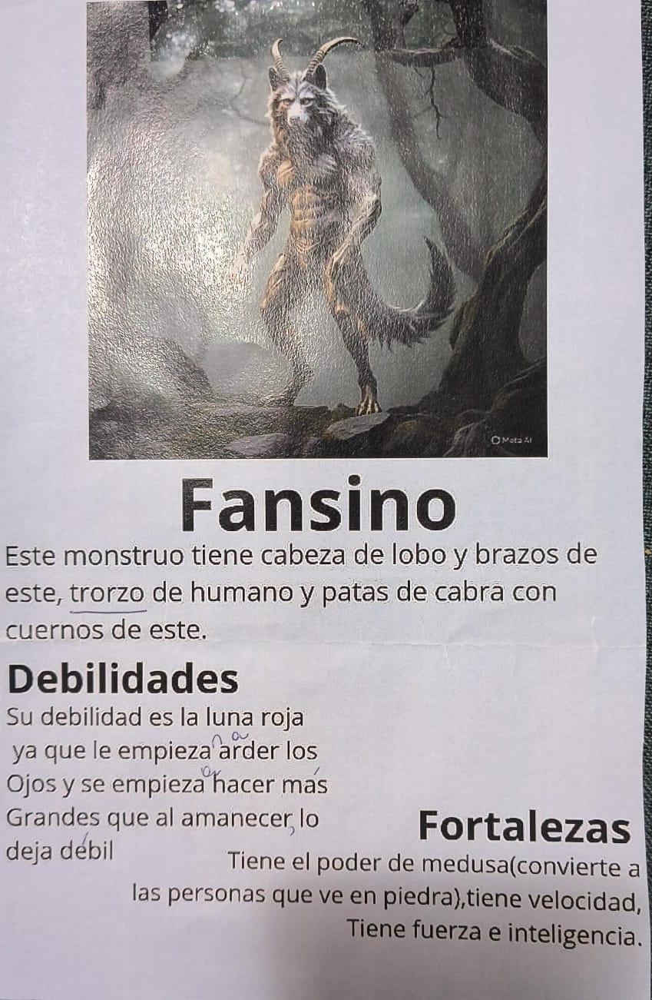 Meta AI
Fansino
Este monstruo tiene cabeza de lobo y brazos de
este, trorzo de humano y patas de cabra con
cuernos de este.
Debilidades
Su debilidad es la luna roja
n a
ya que le empieza arder los
a
Ojos y se empieza hacer más
Grandes que al amanecer, lo
deja débil
Fortalezas
Tiene el poder de medusa(convierte a
las personas que ve en piedra),tiene velocidad,
Tiene fuerza e inteligencia.